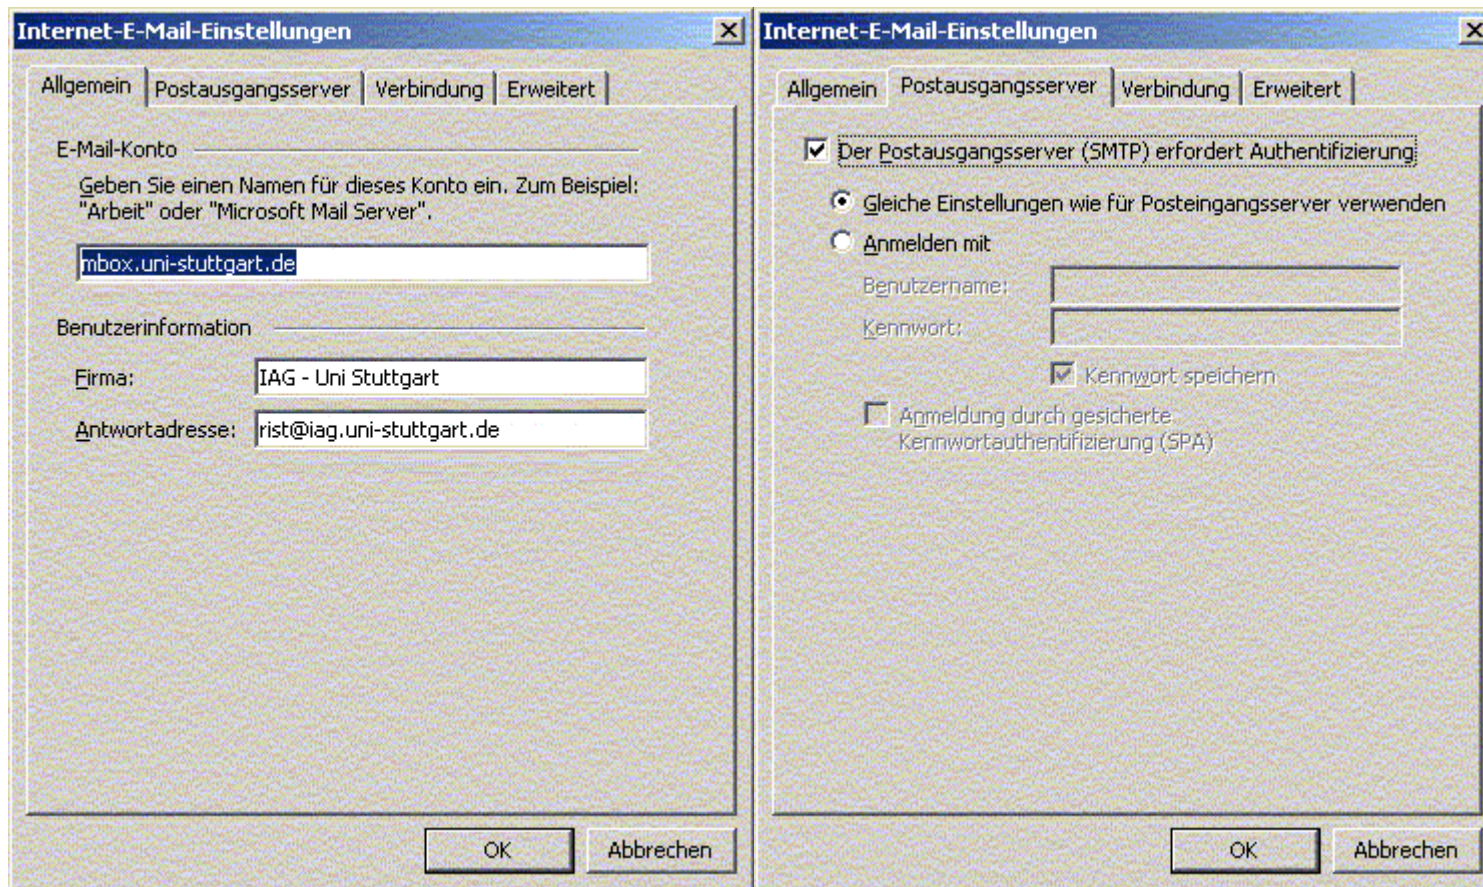 Internet-E-Mail-Einstellungen
Allgemein Postausgangsserver Verbindung Erweitert
E-Mail-Konto
Geben Sie einen Namen für dieses Konto ein. Zum Beispiel:
"Arbeit" oder "Microsoft Mail Server".
mbox.uni-stuttgart.de
Benutzerinformation
Firma: IAG - Uni Stuttgart
Antwortadresse: rist@iag.uni-stuttgart.de
OK Abbrechen
Internet-E-Mail-Einstellungen
Allgemein Postausgangsserver Verbindung Erweitert
Der Postausgangsserver (SMTP) erfordert Authentifizierung
Gleiche Einstellungen wie für Posteingangsserver verwenden
Anmelden mit
Benutzername:
Kennwort:
Kennwort speichern
Anmeldung durch gesicherte
Kennwortauthentifizierung (SPA)
OK Abbrechen